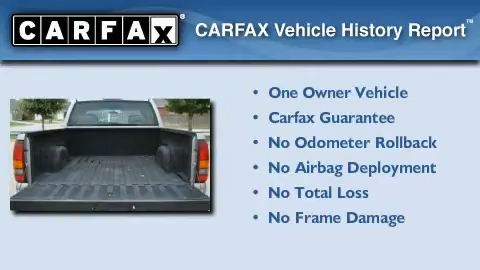 CARFAX® CARFAX Vehicle History Report™
• One Owner Vehicle
• Carfax Guarantee
• No Odometer Rollback
• No Airbag Deployment
• No Total Loss
• No Frame Damage